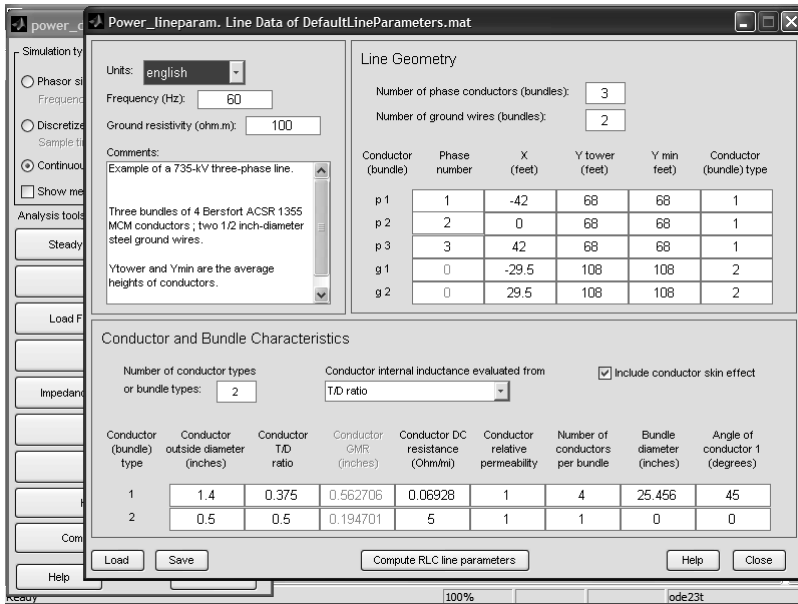 power_
Power_lineparam. Line Data of DefaultLineParameters.mat
Simulation ty
Phasor si
Frequenc
Discretize
Sample ti
Continuou
Show me
Analysis tools
Steady
Load F
Impedanc
Com
Help
Units: english
Frequency (Hz): 60
Ground resistivity (ohm.m): 100
Comments:
Example of a 735-kV three-phase line.
Three bundles of 4 Bersfort ACSR 1355
MCM conductors ; two 1/2 inch-diameter
steel ground wires.
Ytower and Ymin are the average
heights of conductors.
Line Geometry
Number of phase conductors (bundles): 3
Number of ground wires (bundles): 2
Conductor Phase X Y tower Y min Conductor
(bundle) number (feet) (feet) feet) (bundle) type
p 1 1 -42 68 68 1
p 2 2 0 68 68 1
p 3 3 42 68 68 1
g 1 0 -29.5 108 108 2
g 2 0 29.5 108 108 2
Conductor and Bundle Characteristics
Number of conductor types
or bundle types: 2
Conductor internal inductance evaluated from
T/D ratio
Include conductor skin effect
Conductor Conductor Conductor Conductor Conductor DC Conductor Number of Bundle Angle of
(bundle) outside diameter T/D GMR resistance relative conductors diameter conductor 1
type (inches) ratio (inches) (Ohm/mi) permeability per bundle (inches) (degrees)
1 1.4 0.375 0.562706 0.06928 1 4 25.456 45
2 0.5 0.5 0.194701 5 1 1 0 0
Load Save Compute RLC line parameters Help Close
Ready 100% ode23t